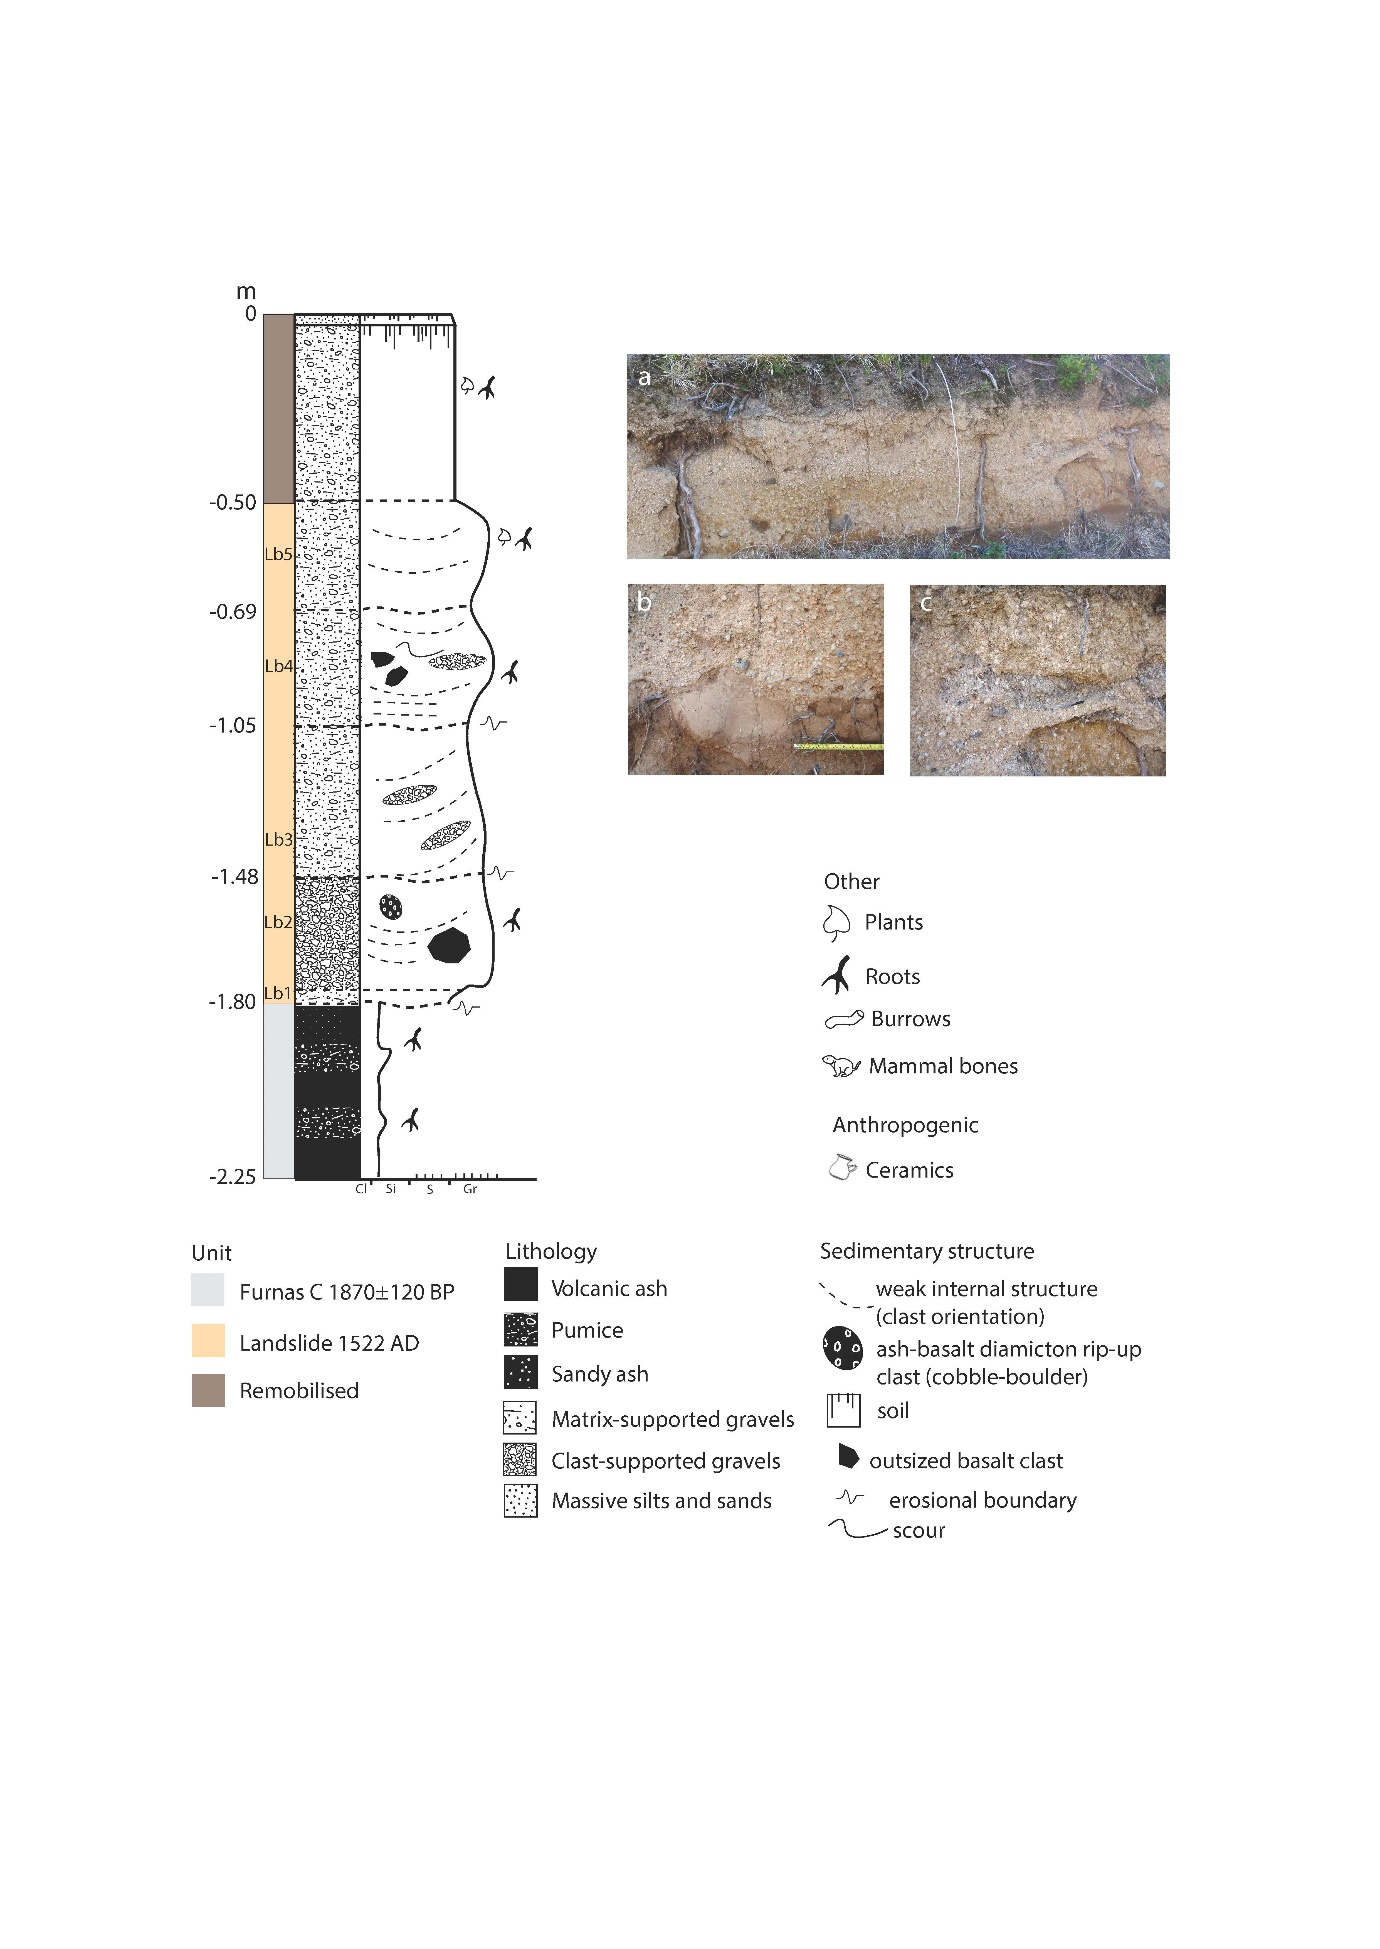 m
0
-0.50
Lb5
-0.69
Lb4
-1.05
Lb3
-1.48
Lb2
Lb1
-1.80
-2.25
Cl Si S Gr
a
b
c
Other
Plants
Roots
Burrows
Mammal bones
Anthropogenic
Ceramics
Unit
Furnas C 1870±120 BP
Landslide 1522 AD
Remobilised
Lithology
Volcanic ash
Pumice
Sandy ash
Matrix-supported gravels
Clast-supported gravels
Massive silts and sands
Sedimentary structure
weak internal structure
(clast orientation)
ash-basalt diamicton rip-up
clast (cobble-boulder)
soil
outsized basalt clast
erosional boundary
scour